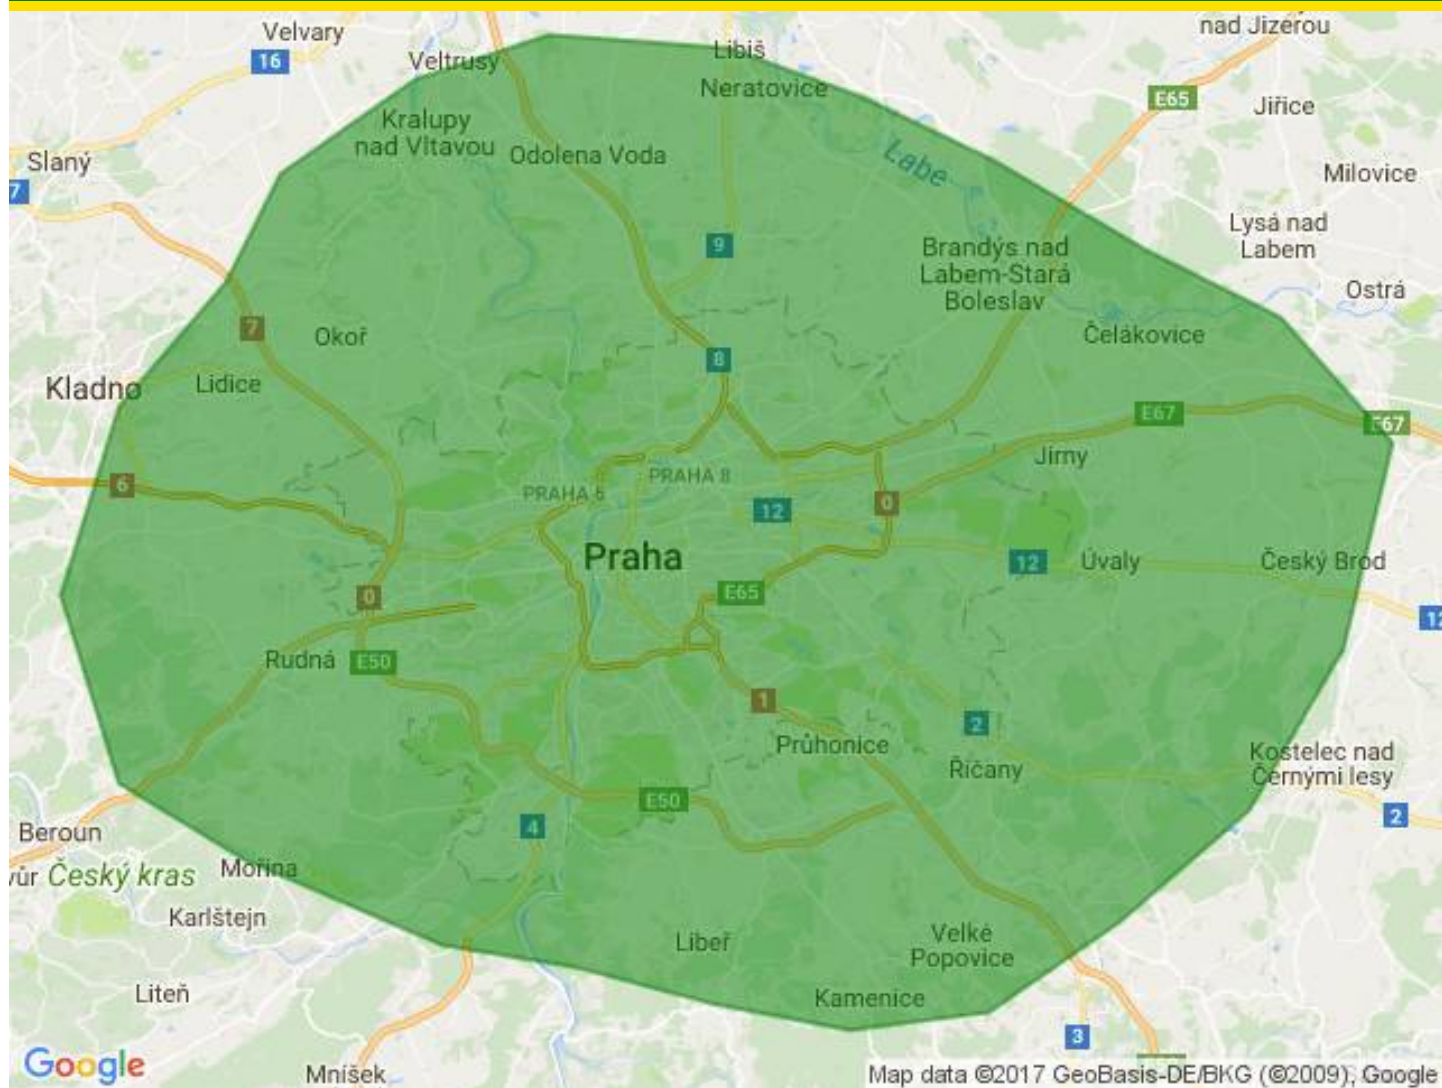 Velvary
nad Jizerou
16
Veltrusy
Libiš
Neratovice
E65
Jiřice
Kralupy
nad Vltavou
Odolena Voda
Labe
Slaný
7
Milovice
Lysá nad
Labem
9
Brandýs nad
Labem-Stará
Boleslav
Ostrá
7
Okoř
8
Čelákovice
Kladno
Lidice
E67
E67
Jirny
6
PRAHA 6
PRAHA 8
12
0
Praha
12
Úvaly
Český Brod
0
E65
Rudná
E50
1
2
Průhonice
Říčany
Kostelec nad
Černými lesy
E50
4
2
Beroun
Český kras
Mořina
Karlštejn
Libeř
Velké
Popovice
Liteň
Kamenice
3
Google
Mníšek
Map data ©2017 GeoBasis-DE/BKG (©2009), Google